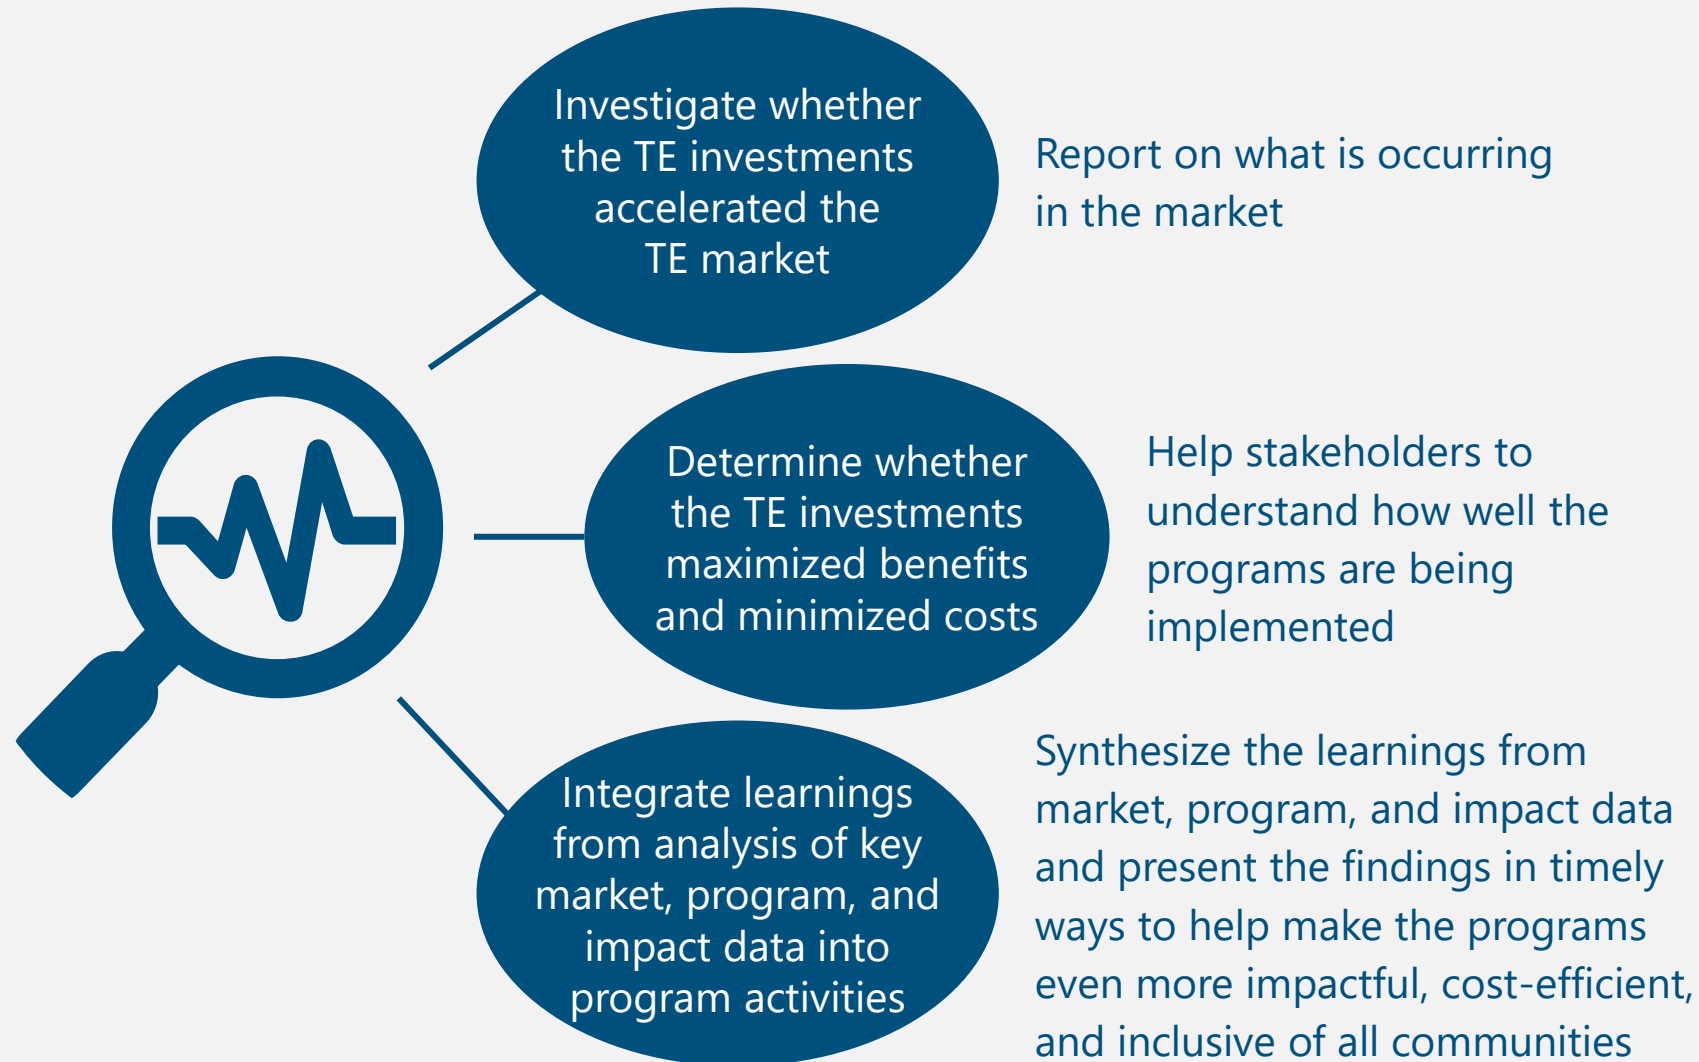 Investigate whether
the TE investments
accelerated the
TE market
Report on what is occurring
in the market
Determine whether
the TE investments
maximized benefits
and minimized costs
Help stakeholders to
understand how well the
programs are being
implemented
Integrate learnings
from analysis of key
market, program, and
impact data into
program activities
Synthesize the learnings from
market, program, and impact data
and present the findings in timely
ways to help make the programs
even more impactful, cost-efficient,
and inclusive of all communities